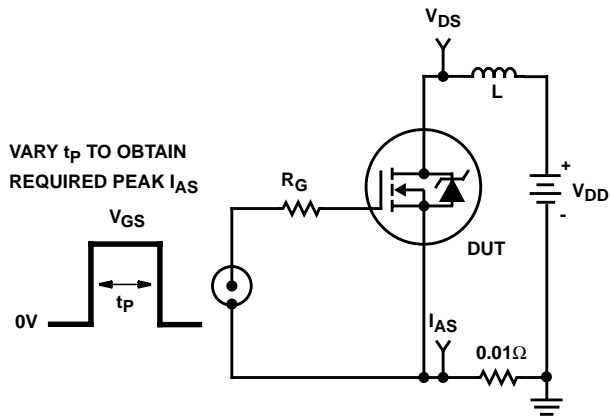 V_DS
L
VARY t_P TO OBTAIN
REQUIRED PEAK I_AS
R_G
+
V_DD
-
V_GS
DUT
t_P
0V
I_AS
0.01Ω